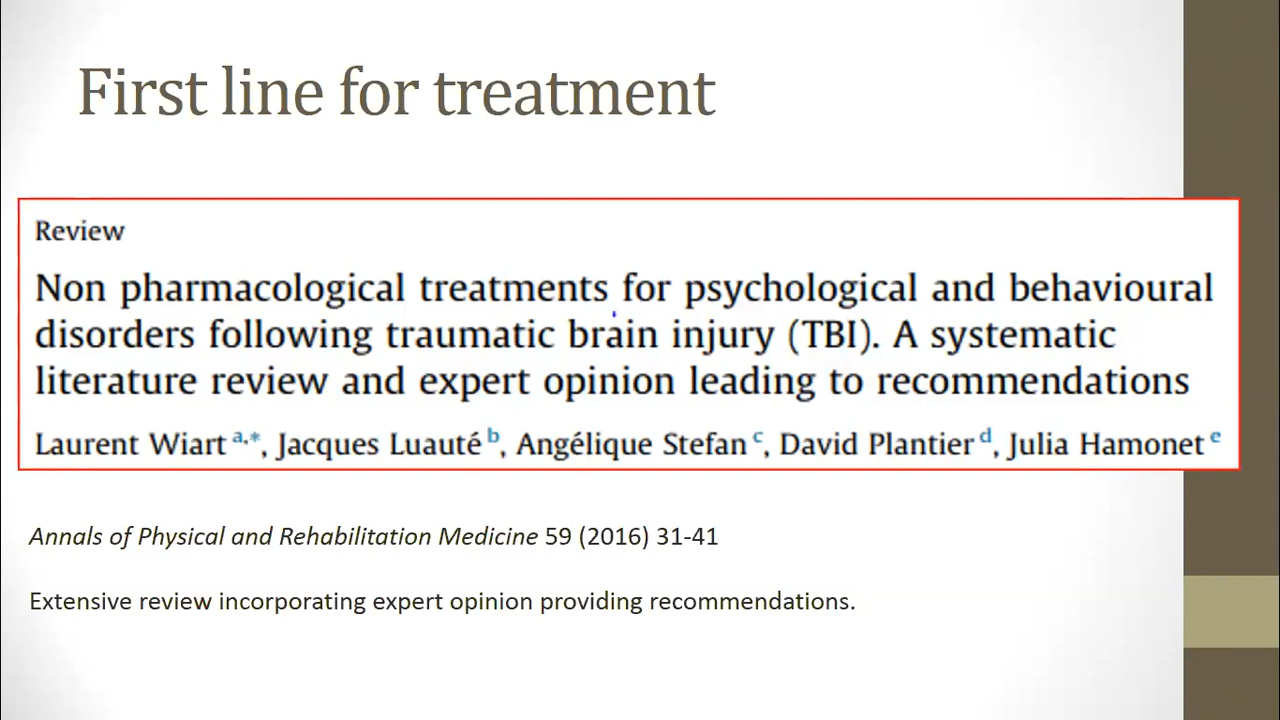 First line for treatment
Review
Non pharmacological treatments for psychological and behavioural
disorders following traumatic brain injury (TBI). A systematic
literature review and expert opinion leading to recommendations
Laurent Wiart a,*, Jacques Luauté b, Angélique Stefan c, David Plantier d, Julia Hamonet e
Annals of Physical and Rehabilitation Medicine 59 (2016) 31-41
Extensive review incorporating expert opinion providing recommendations.